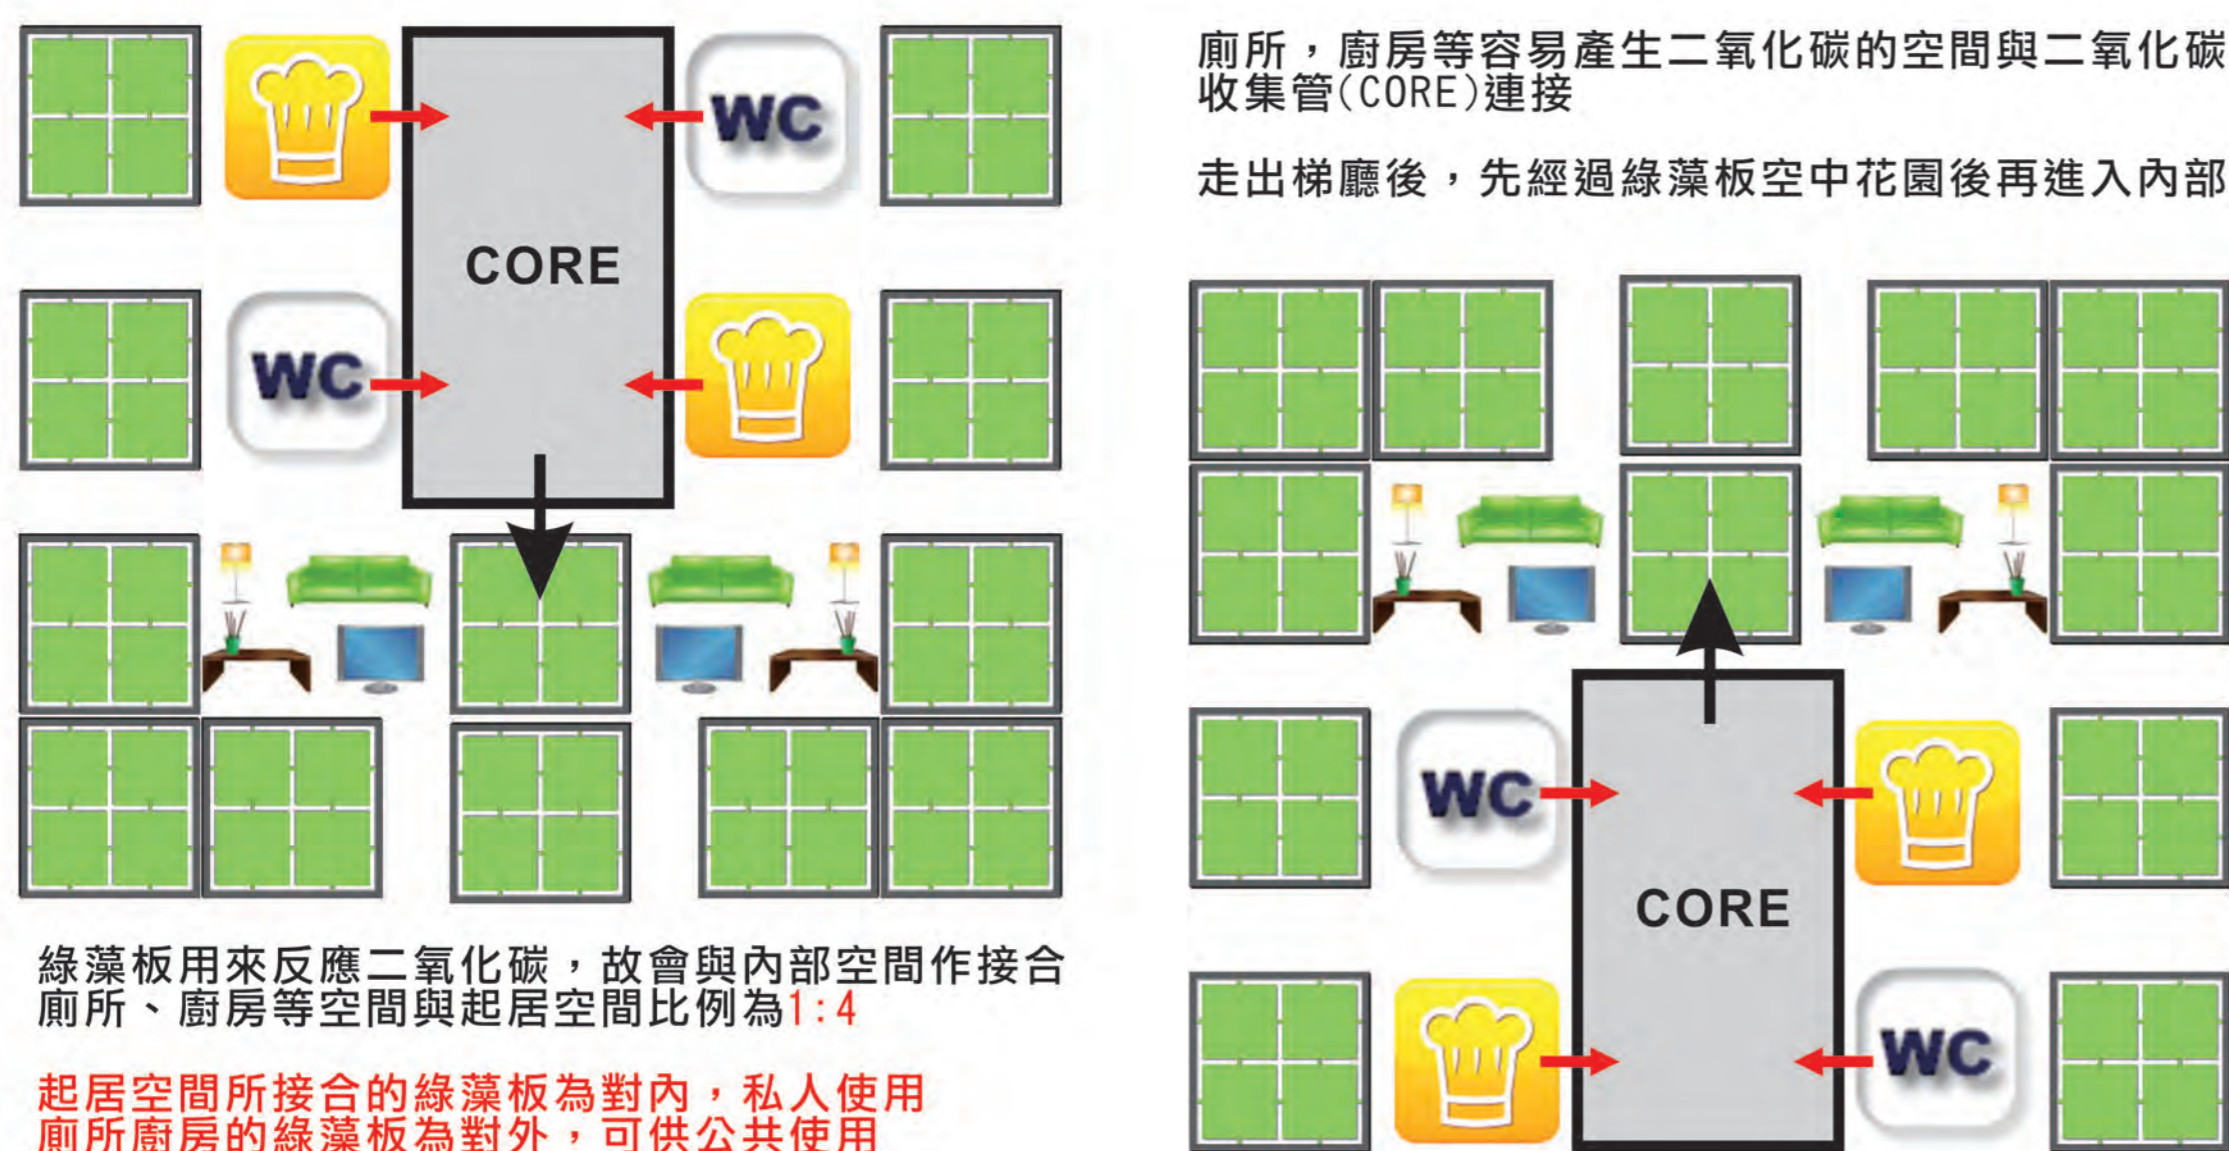 WC
CORE
WC
廁所，廚房等容易產生二氧化碳的空間與二氧化碳
收集管(CORE)連接
走出梯廳後，先經過綠藻板空中花園後再進入內部
綠藻板用來反應二氧化碳，故會與內部空間作接合
廁所、廚房等空間與起居空間比例為1:4
起居空間所接合的綠藻板為對內，私人使用
廁所廚房的綠藻板為對外，可供公共使用
WC
CORE
WC